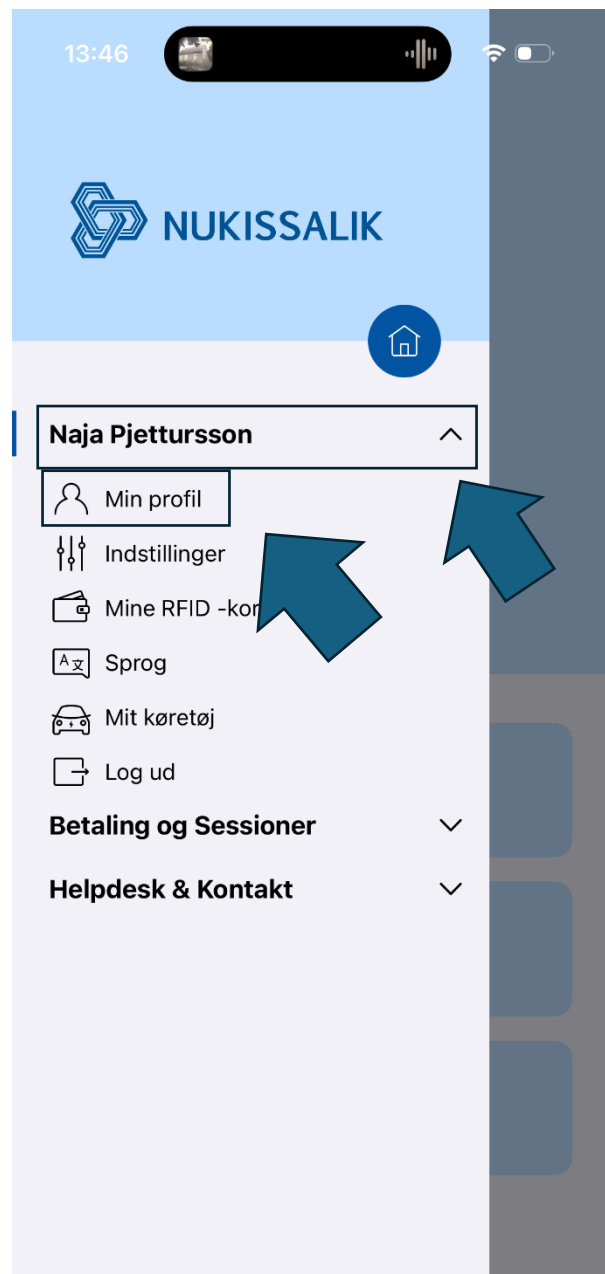 13:46
NUKISSALIK
Naja Pjettursson
Min profil
Indstillinger
Mine RFID -kor
Sprog
Mit køretøj
Log ud
Betaling og Sessioner
Helpdesk & Kontakt